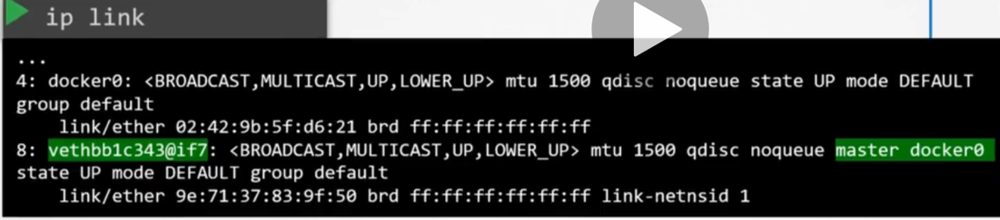 ip link
...
4: docker0: <BROADCAST,MULTICAST,UP,LOWER_UP> mtu 1500 qdisc noqueue state UP mode DEFAULT
group default
link/ether 02:42:9b:5f:d6:21 brd ff:ff:ff:ff:ff:ff
8: vethbb1c343@if7: <BROADCAST,MULTICAST,UP,LOWER_UP> mtu 1500 qdisc noqueue master docker0
state UP mode DEFAULT group default
link/ether 9e:71:37:83:9f:50 brd ff:ff:ff:ff:ff:ff link-netnsid 1